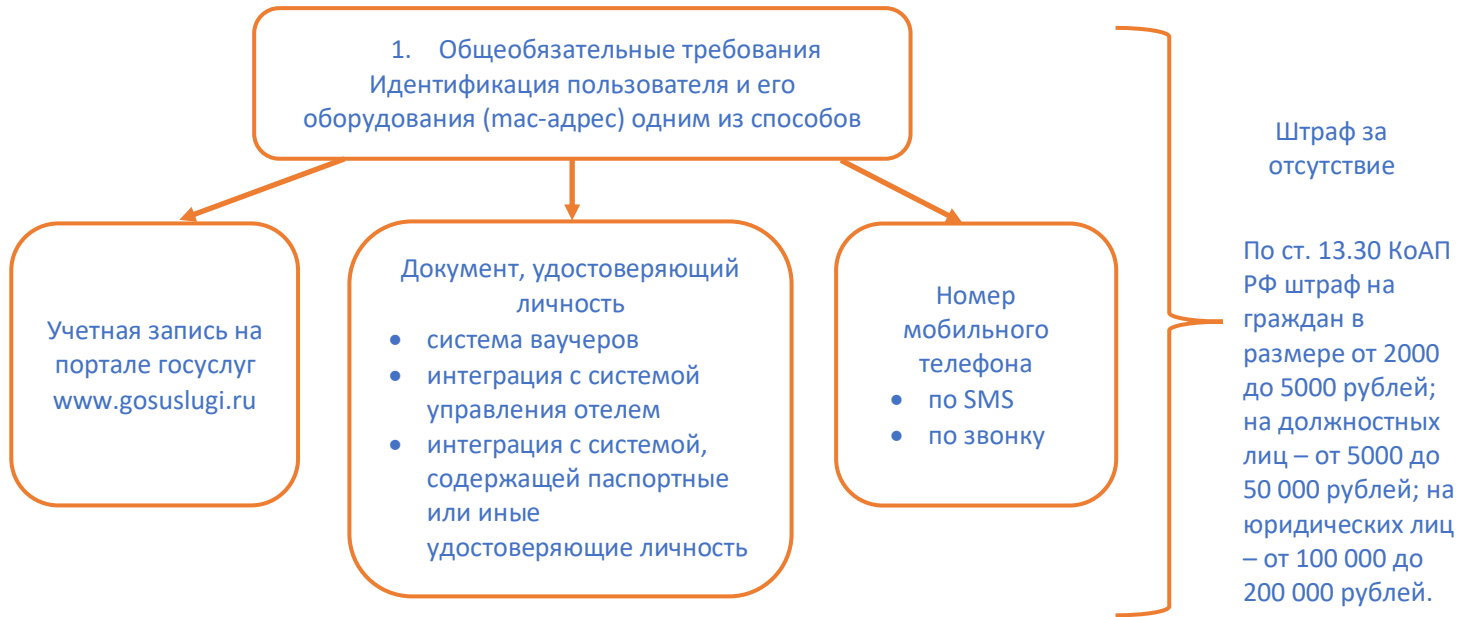 1. Общеобязательные требования
Идентификация пользователя и его
оборудования (mac-адрес) одним из способов
Учетная запись на
портале госуслуг
www.gosuslugi.ru
Документ, удостоверяющий
личность
• система ваучеров
• интеграция с системой
управления отелем
• интеграция с системой,
содержащей паспортные
или иные
удостоверяющие личность
Номер
мобильного
телефона
• по SMS
• по звонку
Штраф за
отсутствие
По ст. 13.30 КоАП
РФ штраф на
граждан в
размере от 2000
до 5000 рублей;
на должностных
лиц – от 5000 до
50 000 рублей; на
юридических лиц
– от 100 000 до
200 000 рублей.